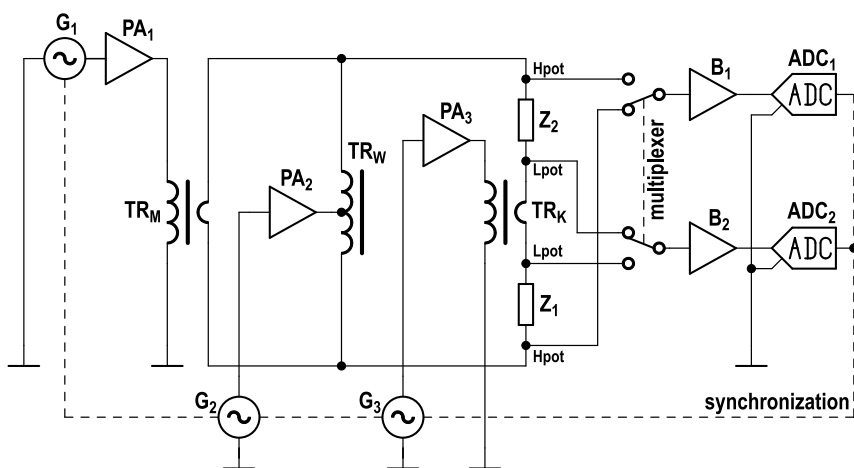 G1
PA1
Hpot
B1
ADC1
ADC
PA3
Z2
TRW
Lpot
multiplexer
PA2
TRM
TRK
B2
ADC2
ADC
Lpot
Z1
Hpot
G2
G3
synchronization